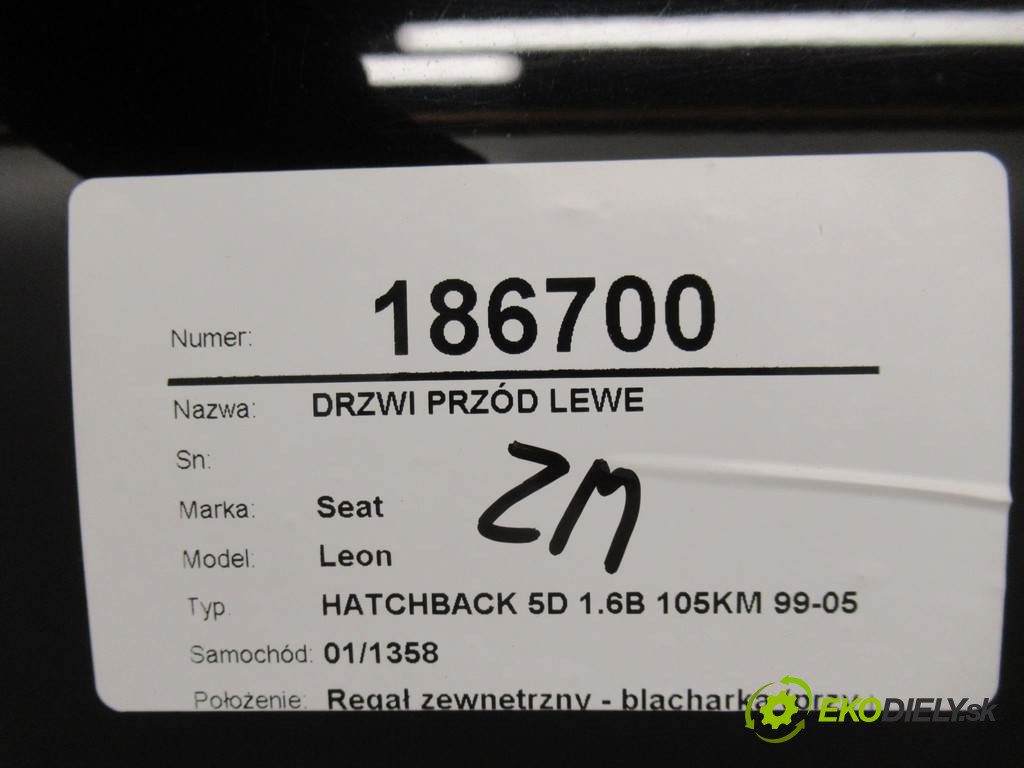 Numer: 186700
Nazwa: DRZWI PRZÓD LEWE
Sn:
ZM
Marka: Seat
Model: Leon
Typ HATCHBACK 5D 1.6B 105KM 99-05
Samochód: 01/1358
Położenie: Regał zewnetrzny - blacharka
EKODIELY.sk